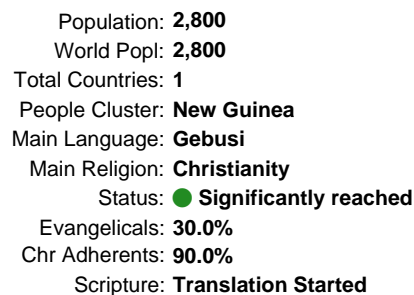 Population: 2,800
World Popl: 2,800
Total Countries: 1
People Cluster: New Guinea
Main Language: Gebusi
Main Religion: Christianity
Status: Significantly reached
Evangelicals: 30.0%
Chr Adherents: 90.0%
Scripture: Translation Started